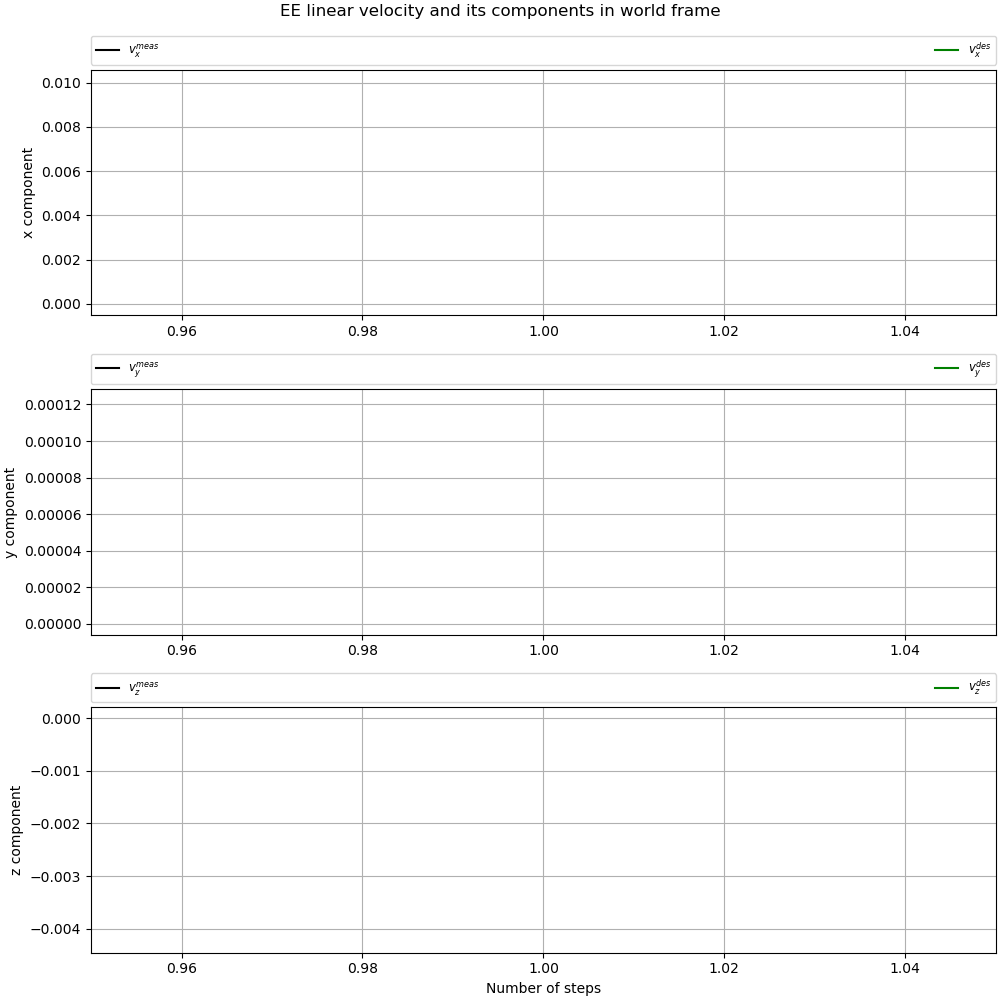 EE linear velocity and its components in world frame
v_x^{meas} v_x^{des}
0.010
0.008
0.006
0.004
0.002
0.000
x component
0.96 0.98 1.00 1.02 1.04
v_y^{meas} v_y^{des}
0.00012
0.00010
0.00008
0.00006
0.00004
0.00002
0.00000
y component
0.96 0.98 1.00 1.02 1.04
v_z^{meas} v_z^{des}
0.000
−0.001
−0.002
−0.003
−0.004
z component
0.96 0.98 1.00 1.02 1.04
Number of steps